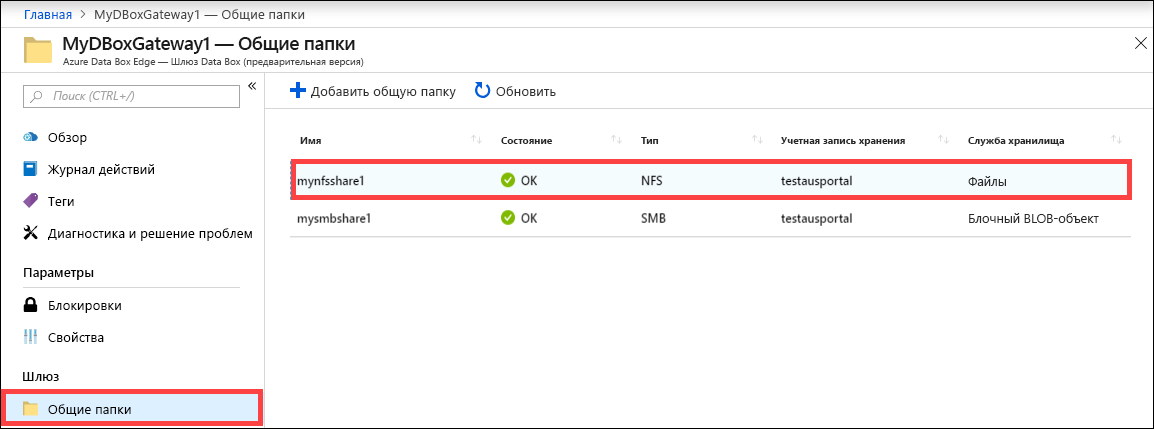 Главная > MyDBoxGateway1 — Общие папки
MyDBoxGateway1 — Общие папки
Azure Data Box Edge — Шлюз Data Box (предварительная версия)
Поиск (CTRL+/)
Обзор
Журнал действий
Теги
Диагностика и решение проблем
Параметры
Блокировки
Свойства
Шлюз
Общие папки
Добавить общую папку Обновить
Имя Состояние Тип Учетная запись хранения Служба хранилища
mynfsshare1 OK NFS testausportal Файлы
mysmbshare1 OK SMB testausportal Блочный BLOB-объект